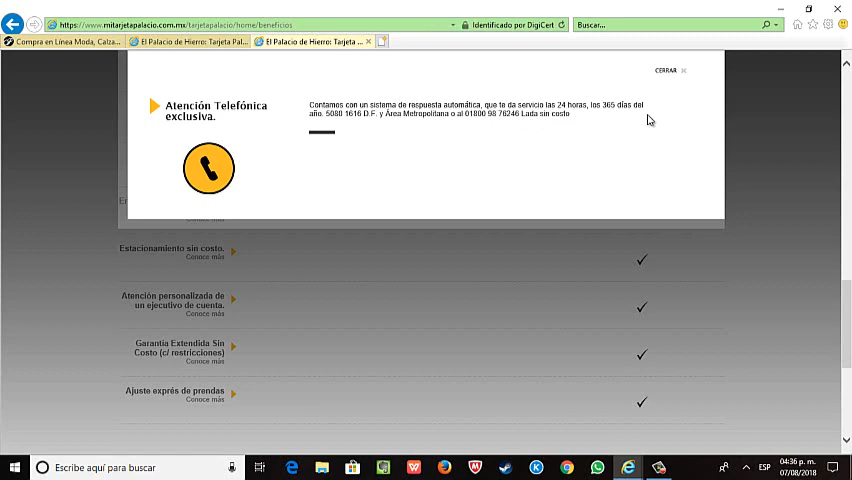 https://www.mitarjetapalacio.com.mx/tarjetapalacio/home/beneficios
Identificado por DigiCert
Buscar...
Compra en Línea Moda, Calza...
El Palacio de Hierro: Tarjeta Pal...
El Palacio de Hierro: Tarjeta ...
CERRAR
Atención Telefónica
exclusiva.
Contamos con un sistema de respuesta automática, que te da servicio las 24 horas, los 365 días del
año. 5080 1616 D.F. y Área Metropolitana o al 01800 98 76246 Lada sin costo
Estacionamiento sin costo.
Conoce más
Atención personalizada de
un ejecutivo de cuenta.
Conoce más
Garantía Extendida Sin
Costo (c/ restricciones)
Conoce más
Ajuste exprés de prendas
Conoce más
Escribe aquí para buscar
ESP
04:36 p. m.
07/08/2018